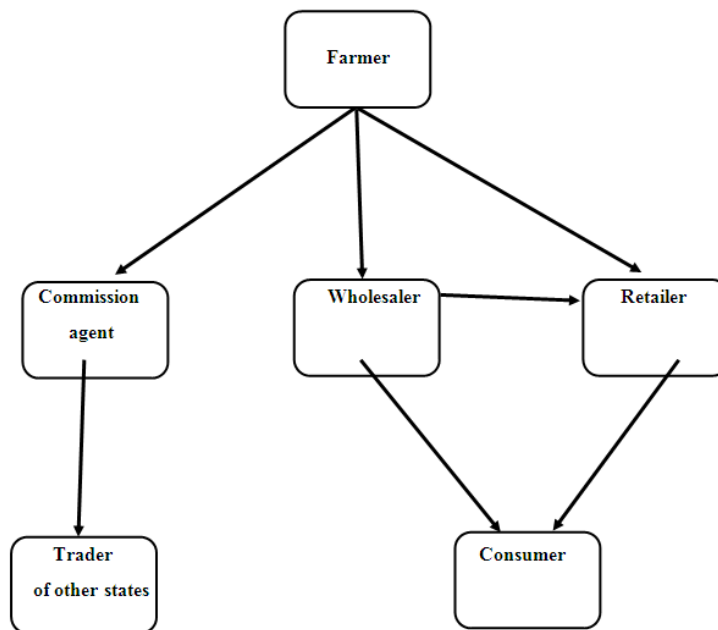 Farmer
Commission
agent
Wholesaler
Retailer
Trader
of other states
Consumer